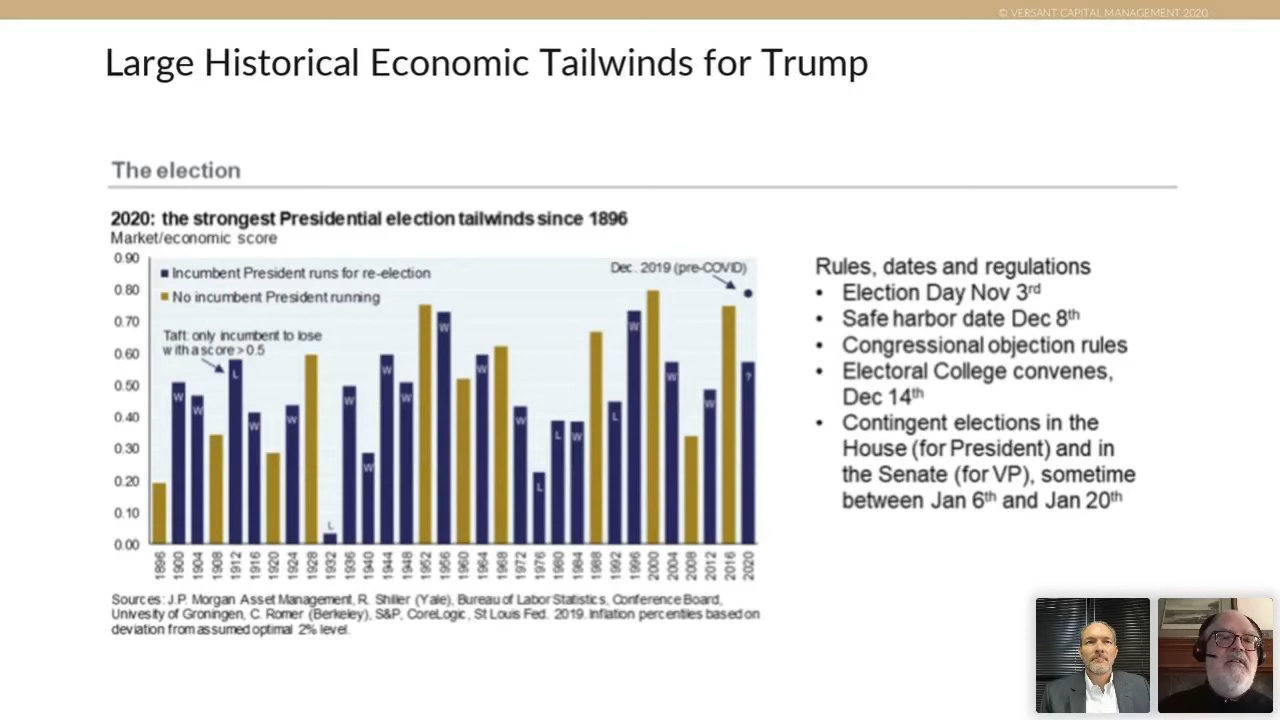 © VERSANT CAPITAL MANAGEMENT 2020
Large Historical Economic Tailwinds for Trump
The election
2020: the strongest Presidential election tailwinds since 1896
Market/economic score
0.90
0.80
0.70
0.60
0.50
0.40
0.30
0.20
0.10
0.00
Incumbent President runs for re-election
No incumbent President running
Dec. 2019 (pre-COVID)
Taft: only incumbent to lose
with a score > 0.5
W W L W W L W W W W W W W L L W L W W W ?
1896 1900 1904 1908 1912 1916 1920 1924 1928 1932 1936 1940 1944 1948 1952 1956 1960 1964 1968 1972 1976 1980 1984 1988 1992 1996 2000 2004 2008 2012 2016 2020
Sources: J.P. Morgan Asset Management, R. Shiller (Yale), Bureau of Labor Statistics, Conference Board,
Univesity of Groningen, C. Romer (Berkeley), S&P, CoreLogic, St Louis Fed. 2019. Inflation percentiles based on
deviation from assumed optimal 2% level.
Rules, dates and regulations
• Election Day Nov 3rd
• Safe harbor date Dec 8th
• Congressional objection rules
• Electoral College convenes,
Dec 14th
• Contingent elections in the
House (for President) and in
the Senate (for VP), sometime
between Jan 6th and Jan 20th